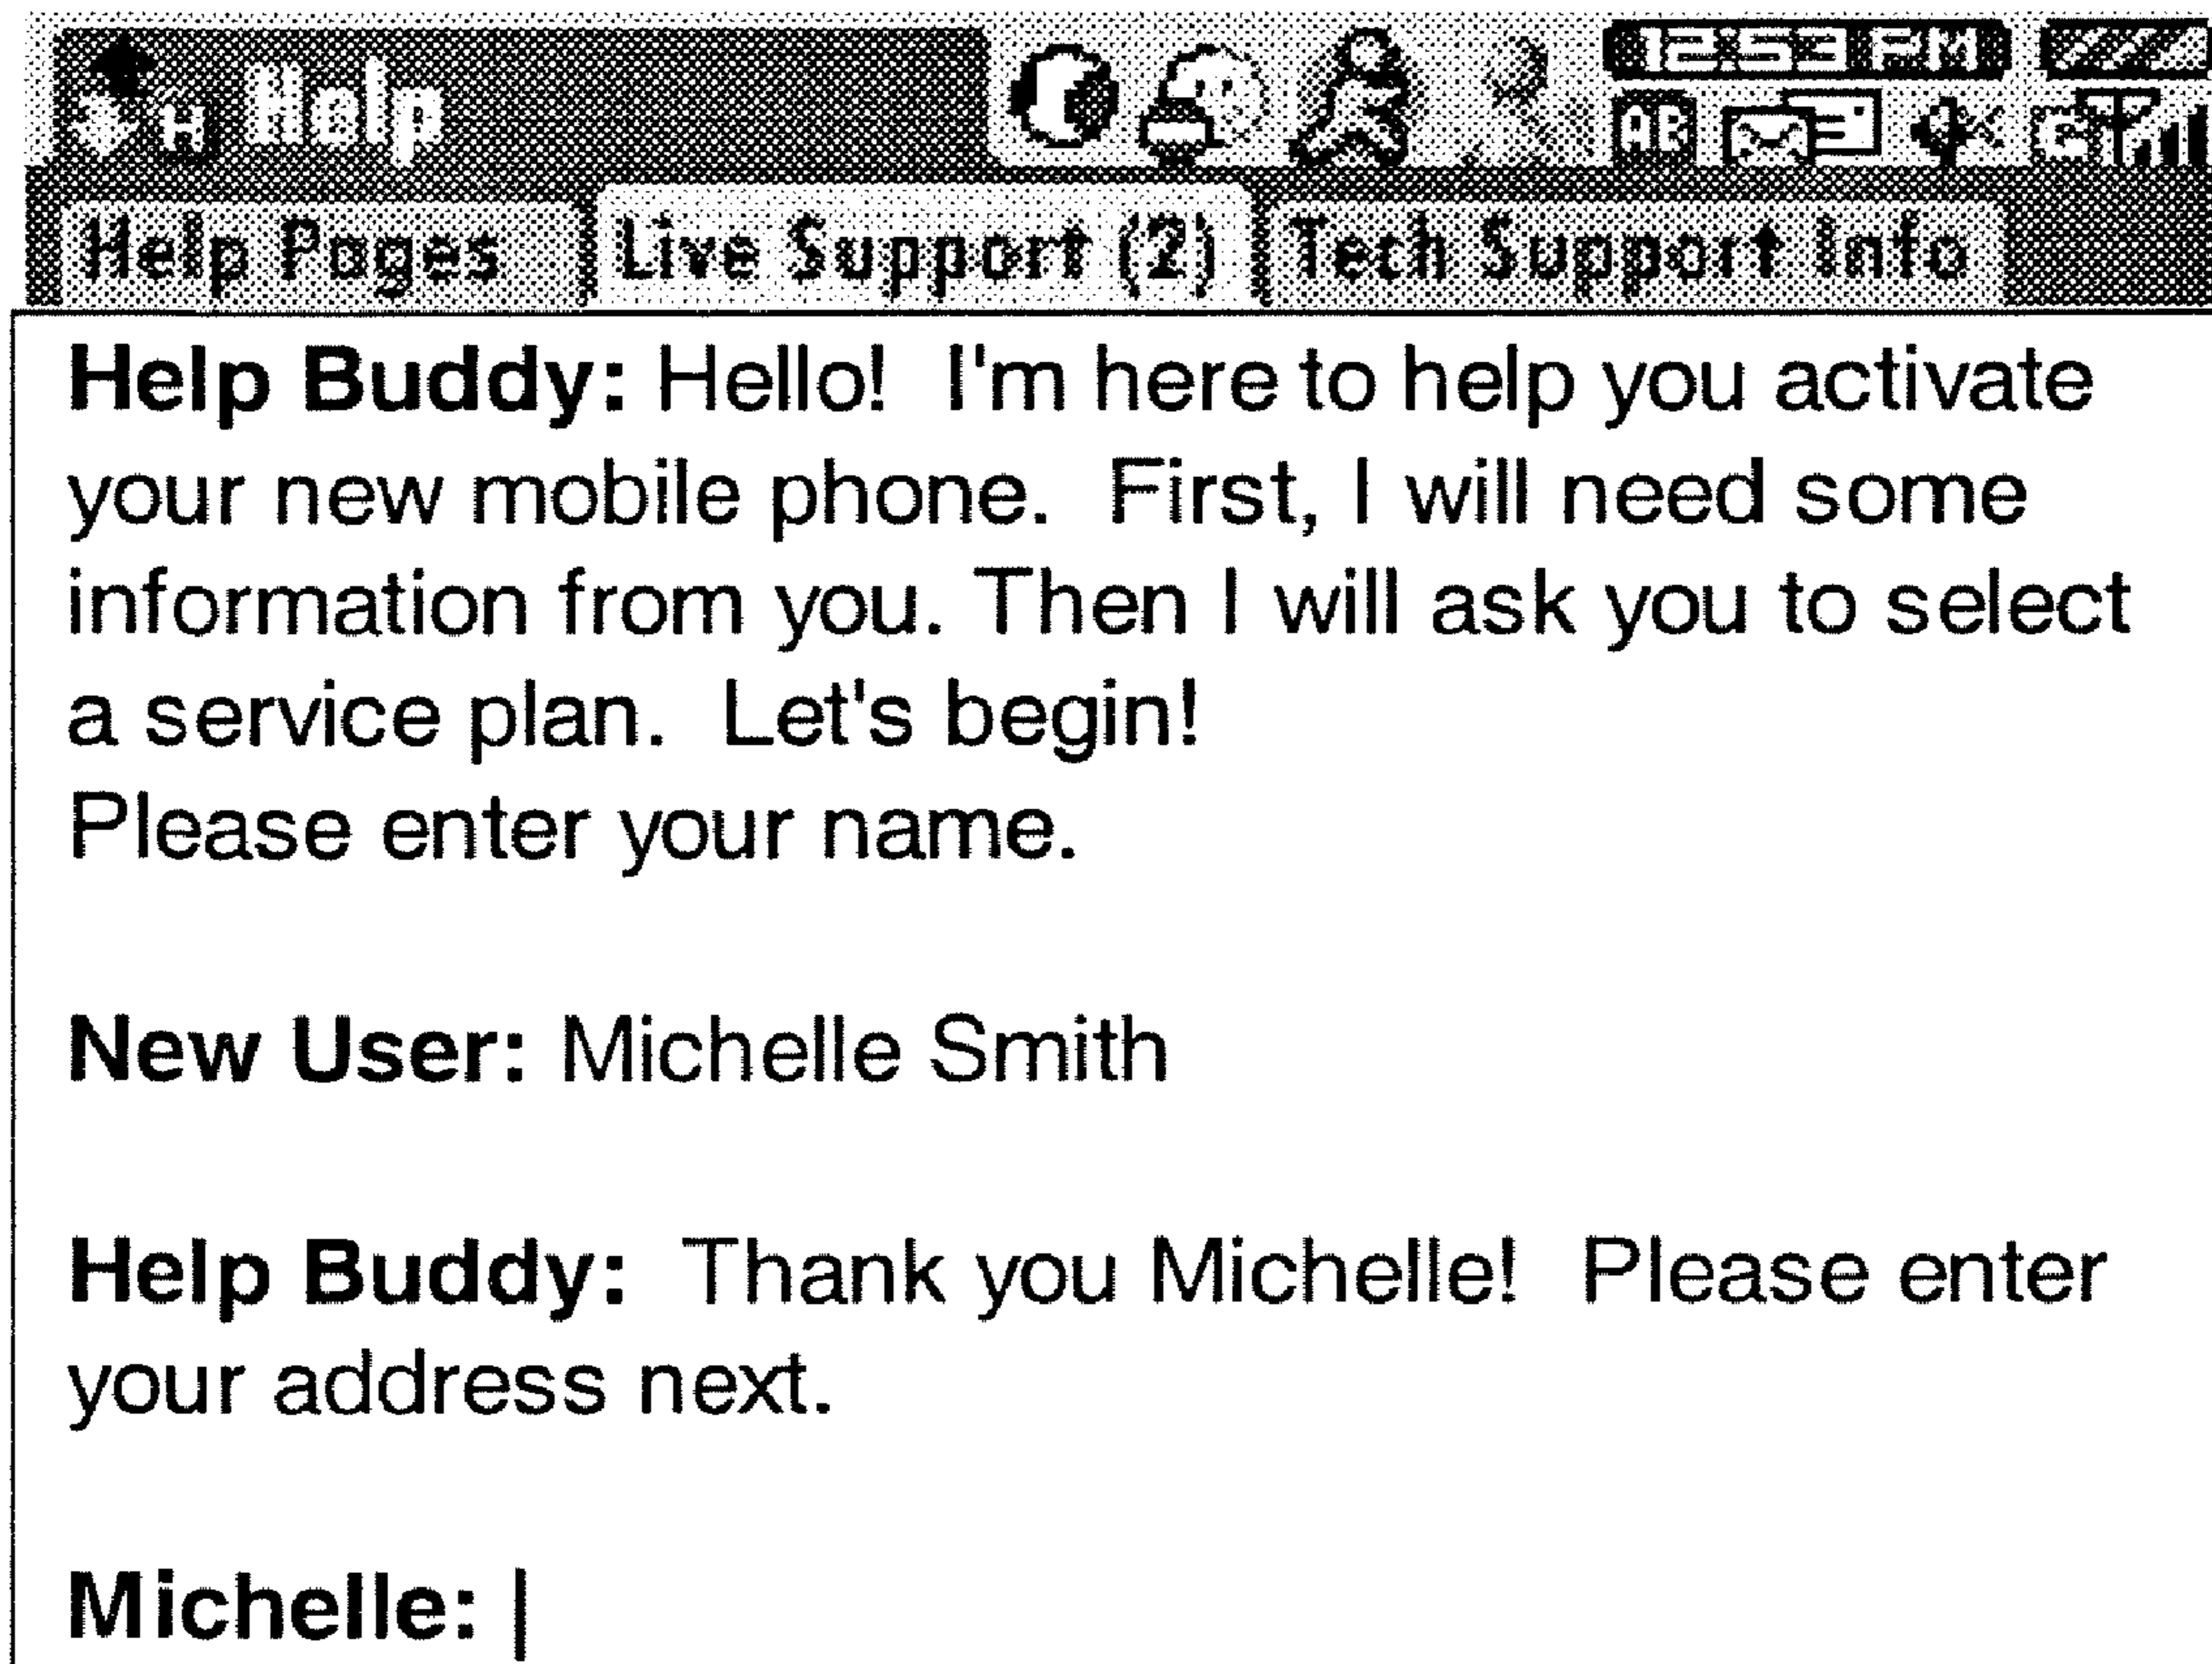 H Help
12:53 PM
AB
Help Pages
Live Support (2)
Tech Support Info
Help Buddy: Hello! I'm here to help you activate
your new mobile phone. First, I will need some
information from you. Then I will ask you to select
a service plan. Let's begin!
Please enter your name.
New User: Michelle Smith
Help Buddy: Thank you Michelle! Please enter
your address next.
Michelle: